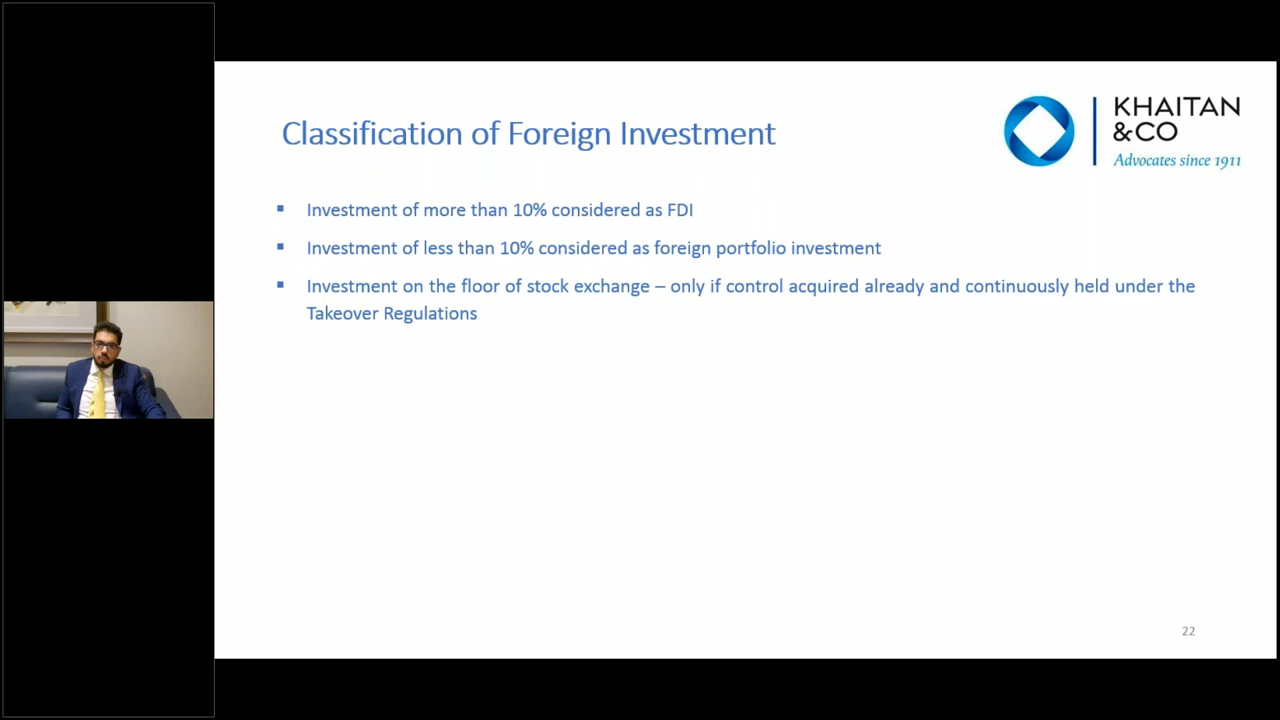 KHAITAN
&CO
Advocates since 1911
Classification of Foreign Investment
▪ Investment of more than 10% considered as FDI
▪ Investment of less than 10% considered as foreign portfolio investment
▪ Investment on the floor of stock exchange – only if control acquired already and continuously held under the
Takeover Regulations
22